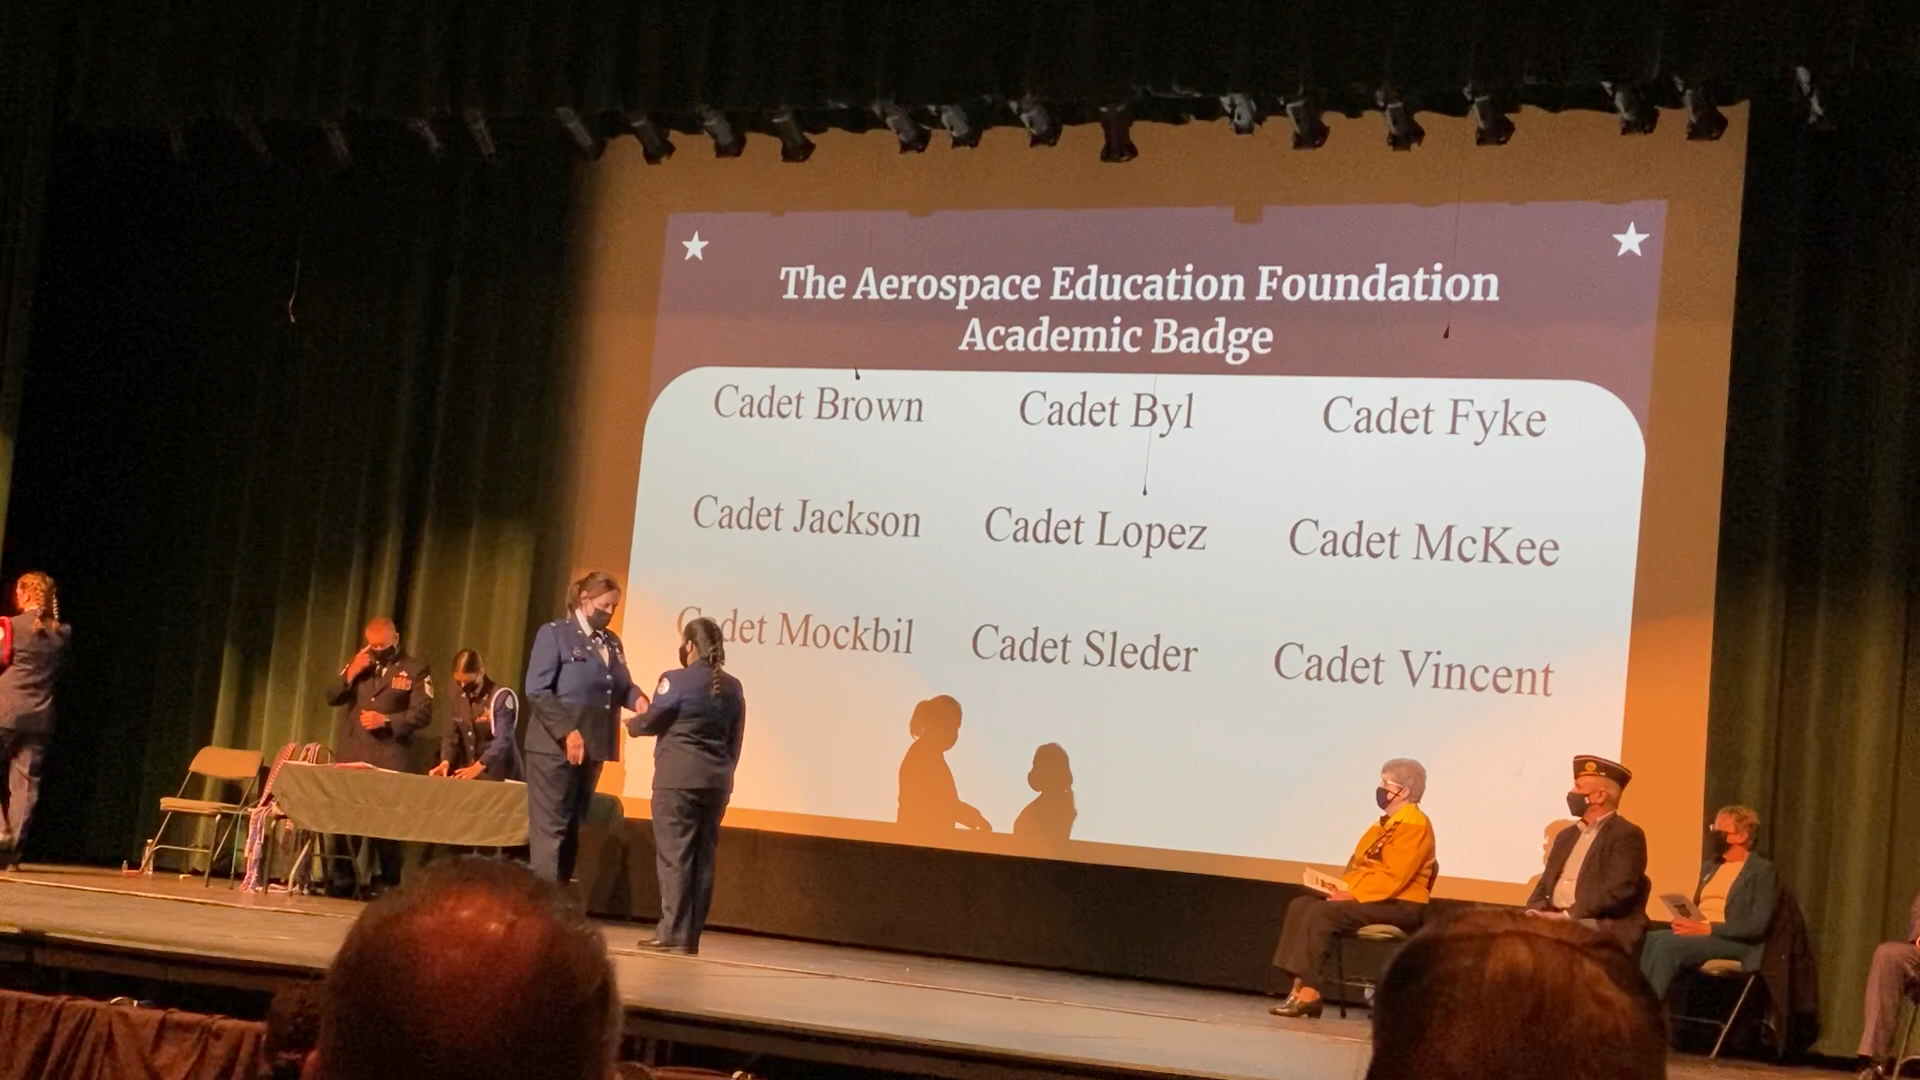 The Aerospace Education Foundation
Academic Badge
Cadet Brown Cadet Byl Cadet Fyke
Cadet Jackson Cadet Lopez Cadet McKee
Cadet Mockbil Cadet Sleder Cadet Vincent